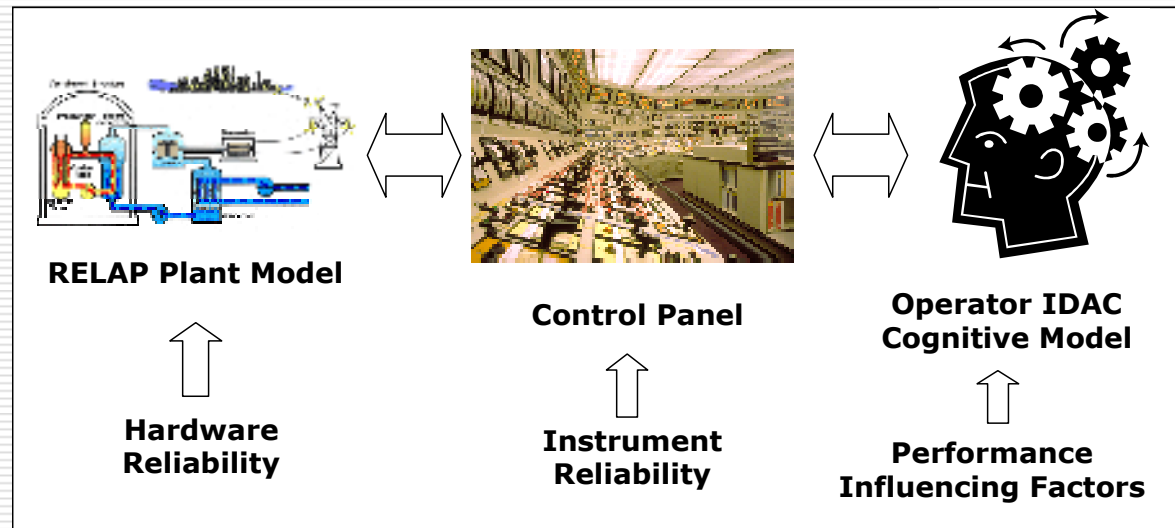 RELAP Plant Model
Control Panel
Operator IDAC
Cognitive Model
Hardware
Reliability
Instrument
Reliability
Performance
Influencing Factors